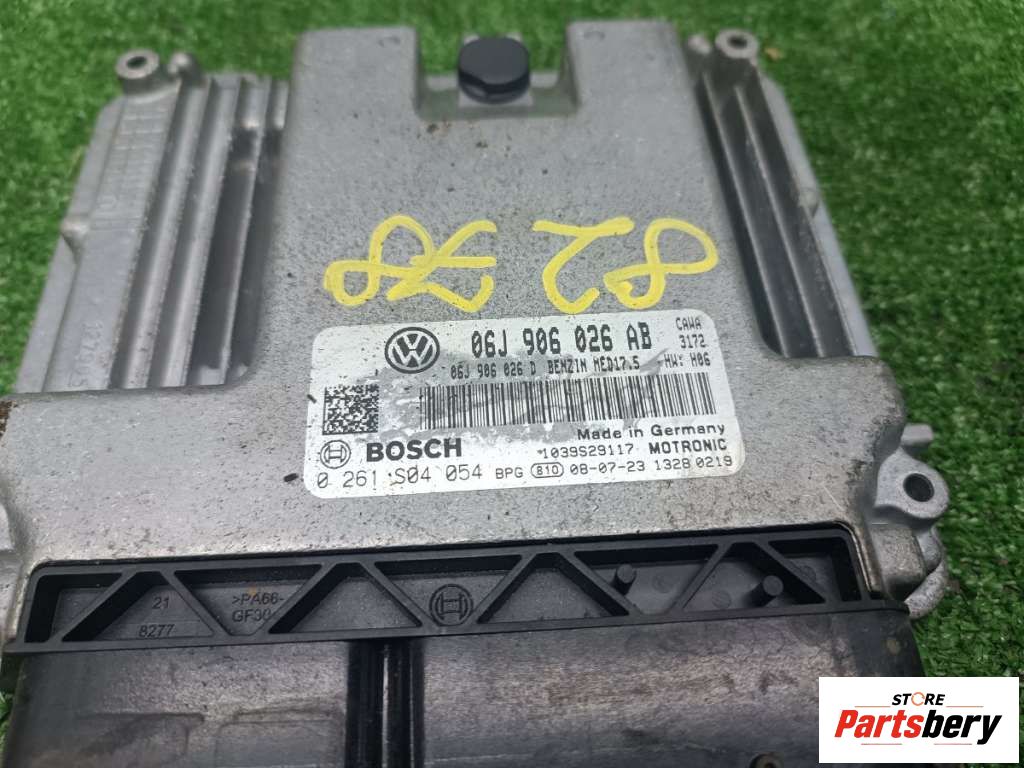 82 78
06J 906 026 AB
CAWA
3172
06J 906 026 D BENZIN MED17.5 HW: H06
Made in Germany
BOSCH
*1039S29117 MOTRONIC
0 261 S04 054 BPG 810 08-07-23 1328 0219
21
8277
>PA66-
GF30<
STORE
Partsbery